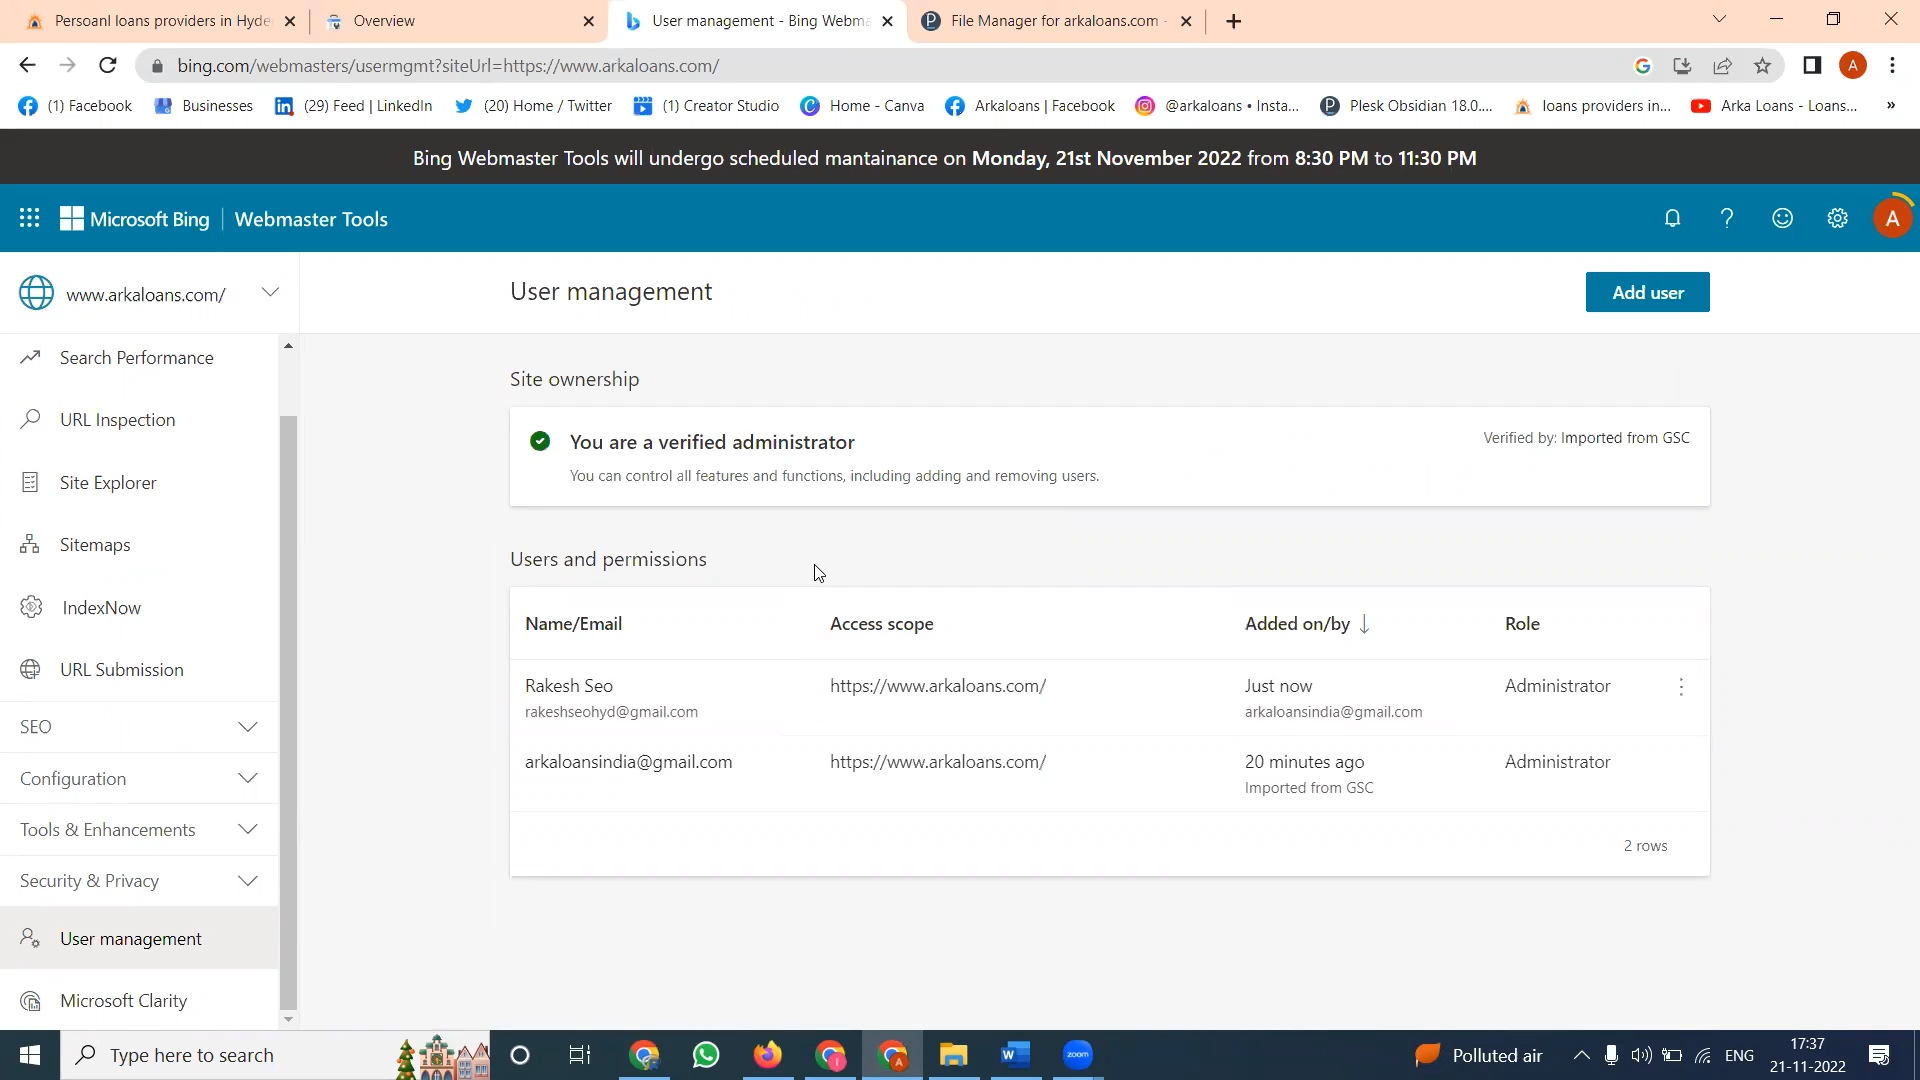 Persoanl loans providers in Hyde
Overview
User management - Bing Webma
File Manager for arkaloans.com -
bing.com/webmasters/usermgmt?siteUrl=https://www.arkaloans.com/
A
(1) Facebook
Businesses
(29) Feed | LinkedIn
(20) Home / Twitter
(1) Creator Studio
Home - Canva
Arkaloans | Facebook
@arkaloans • Insta...
Plesk Obsidian 18.0....
loans providers in...
Arka Loans - Loans...
»
Bing Webmaster Tools will undergo scheduled mantainance on Monday, 21st November 2022 from 8:30 PM to 11:30 PM
Microsoft Bing | Webmaster Tools
A
www.arkaloans.com/
User management
Add user
Search Performance
URL Inspection
Site Explorer
Sitemaps
IndexNow
URL Submission
SEO
Configuration
Tools & Enhancements
Security & Privacy
User management
Microsoft Clarity
Site ownership
You are a verified administrator
Verified by: Imported from GSC
You can control all features and functions, including adding and removing users.
Users and permissions
Name/Email Access scope Added on/by ↓ Role
Rakesh Seo https://www.arkaloans.com/ Just now Administrator
rakeshseohyd@gmail.com arkaloansindia@gmail.com
arkaloansindia@gmail.com https://www.arkaloans.com/ 20 minutes ago Administrator
Imported from GSC
2 rows
Type here to search
zoom
Polluted air
ENG
17:37
21-11-2022